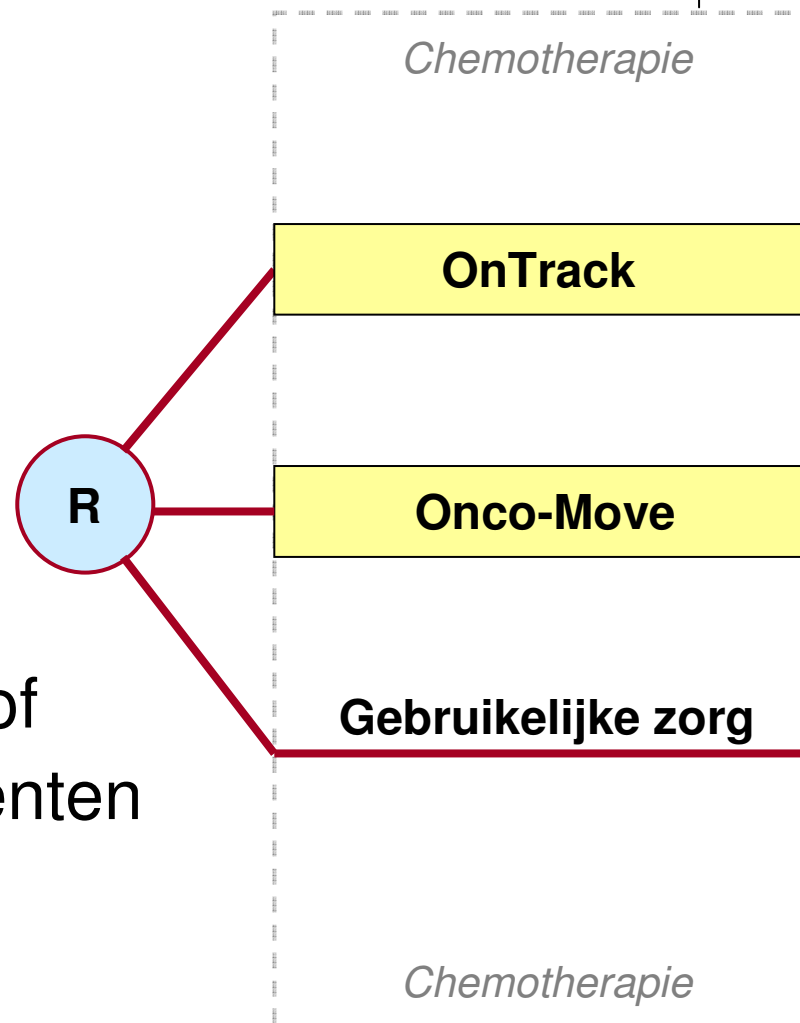 Chemotherapie
OnTrack
R
Onco-Move
of
Gebruikelijke zorg
enten
Chemotherapie